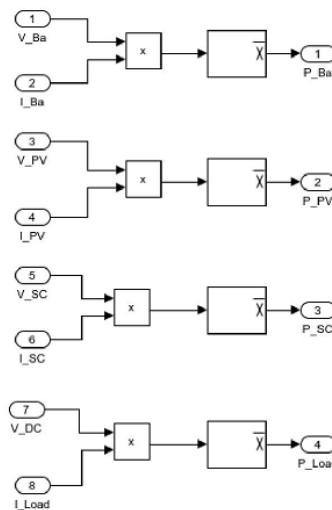 1
V_Ba
x
X
1
P_Ba
2
I_Ba
3
V_PV
x
X
2
P_PV
4
I_PV
5
V_SC
x
X
3
P_SC
6
I_SC
7
V_DC
x
X
4
P_Load
8
I_Load